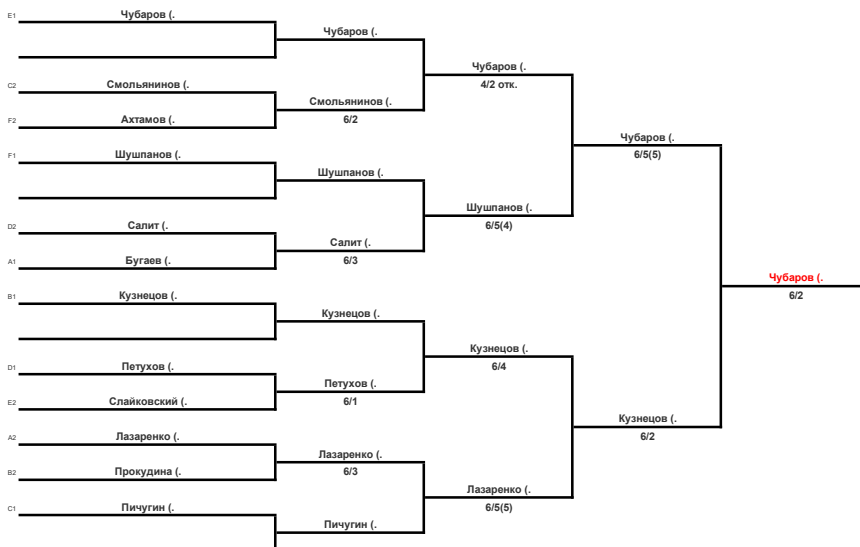 E1 Чубаров (.
Чубаров (.
Чубаров (.
4/2 отк.
C2 Смольянинов (.
Смольянинов (.
6/2
F2 Ахтамов (.
Чубаров (.
6/5(5)
F1 Шушпанов (.
Шушпанов (.
Шушпанов (.
6/5(4)
D2 Салит (.
Салит (.
6/3
A1 Бугаев (.
Чубаров (.
6/2
B1 Кузнецов (.
Кузнецов (.
Кузнецов (.
6/4
D1 Петухов (.
Петухов (.
6/1
E2 Слайковский (.
Кузнецов (.
6/2
A2 Лазаренко (.
Лазаренко (.
6/3
B2 Прокудина (.
Лазаренко (.
6/5(5)
C1 Пичугин (.
Пичугин (.